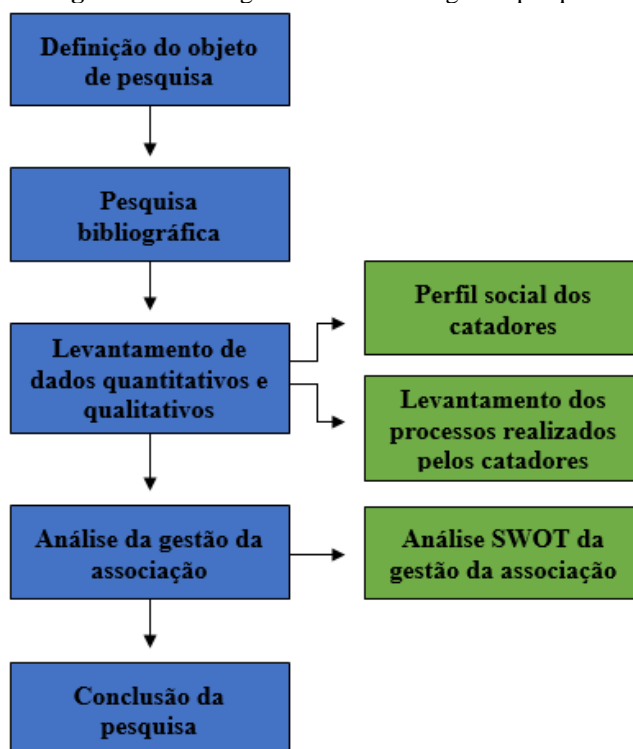 Definição do objeto
de pesquisa
Pesquisa
bibliográfica
Levantamento de
dados quantitativos e
qualitativos
Perfil social dos
catadores
Levantamento dos
processos realizados
pelos catadores
Análise da gestão da
associação
Análise SWOT da
gestão da associação
Conclusão da
pesquisa